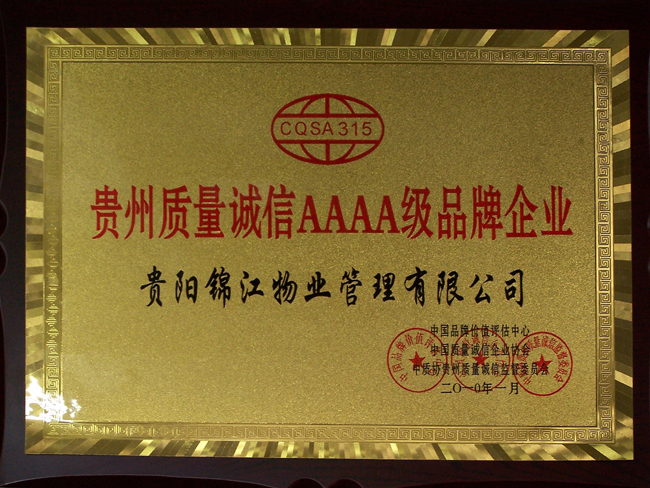 CQSA 315
贵州质量诚信AAAA级品牌企业
贵阳锦江物业管理有限公司
中国品牌价值评估中心
中国质量诚信企业协会
中质协贵州质量诚信监管委员会
二〇一0年一月